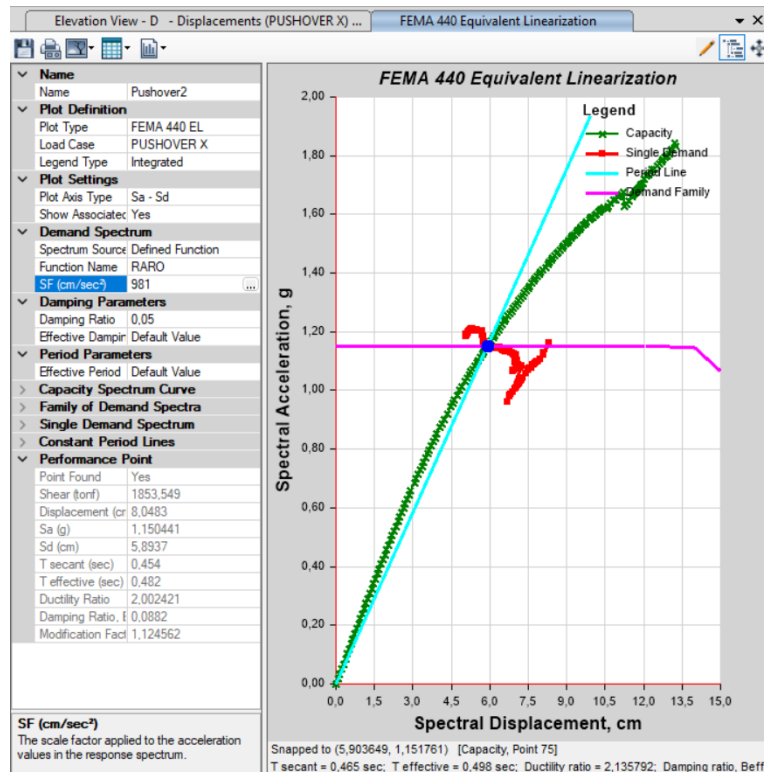 Elevation View - D - Displacements (PUSHOVER X) ...
FEMA 440 Equivalent Linearization
Name
Name Pushover2
Plot Definition
Plot Type FEMA 440 EL
Load Case PUSHOVER X
Legend Type Integrated
Plot Settings
Plot Axis Type Sa - Sd
Show Associatec Yes
Demand Spectrum
Spectrum Source Defined Function
Function Name RARO
SF (cm/sec²) 981 ...
Damping Parameters
Damping Ratio 0,05
Effective Dampin Default Value
Period Parameters
Effective Period Default Value
Capacity Spectrum Curve
Family of Demand Spectra
Single Demand Spectrum
Constant Period Lines
Performance Point
Point Found Yes
Shear (tonf) 1853,549
Displacement (cr 8,0483
Sa (g) 1,150441
Sd (cm) 5,8937
T secant (sec) 0,454
T effective (sec) 0,482
Ductility Ratio 2,002421
Damping Ratio, E 0,0882
Modification Fact 1,124562
SF (cm/sec²)
The scale factor applied to the acceleration
values in the response spectrum.
FEMA 440 Equivalent Linearization
Legend
Capacity
Single Demand
Period Line
Demand Family
Spectral Acceleration, g
2,00
1,80
1,60
1,40
1,20
1,00
0,80
0,60
0,40
0,20
0,00
0,0 1,5 3,0 4,5 6,0 7,5 9,0 10,5 12,0 13,5 15,0
Spectral Displacement, cm
Snapped to (5,903649, 1,151761) [Capacity, Point 75]
T secant = 0,465 sec; T effective = 0,498 sec; Ductility ratio = 2,135792; Damping ratio, Beff